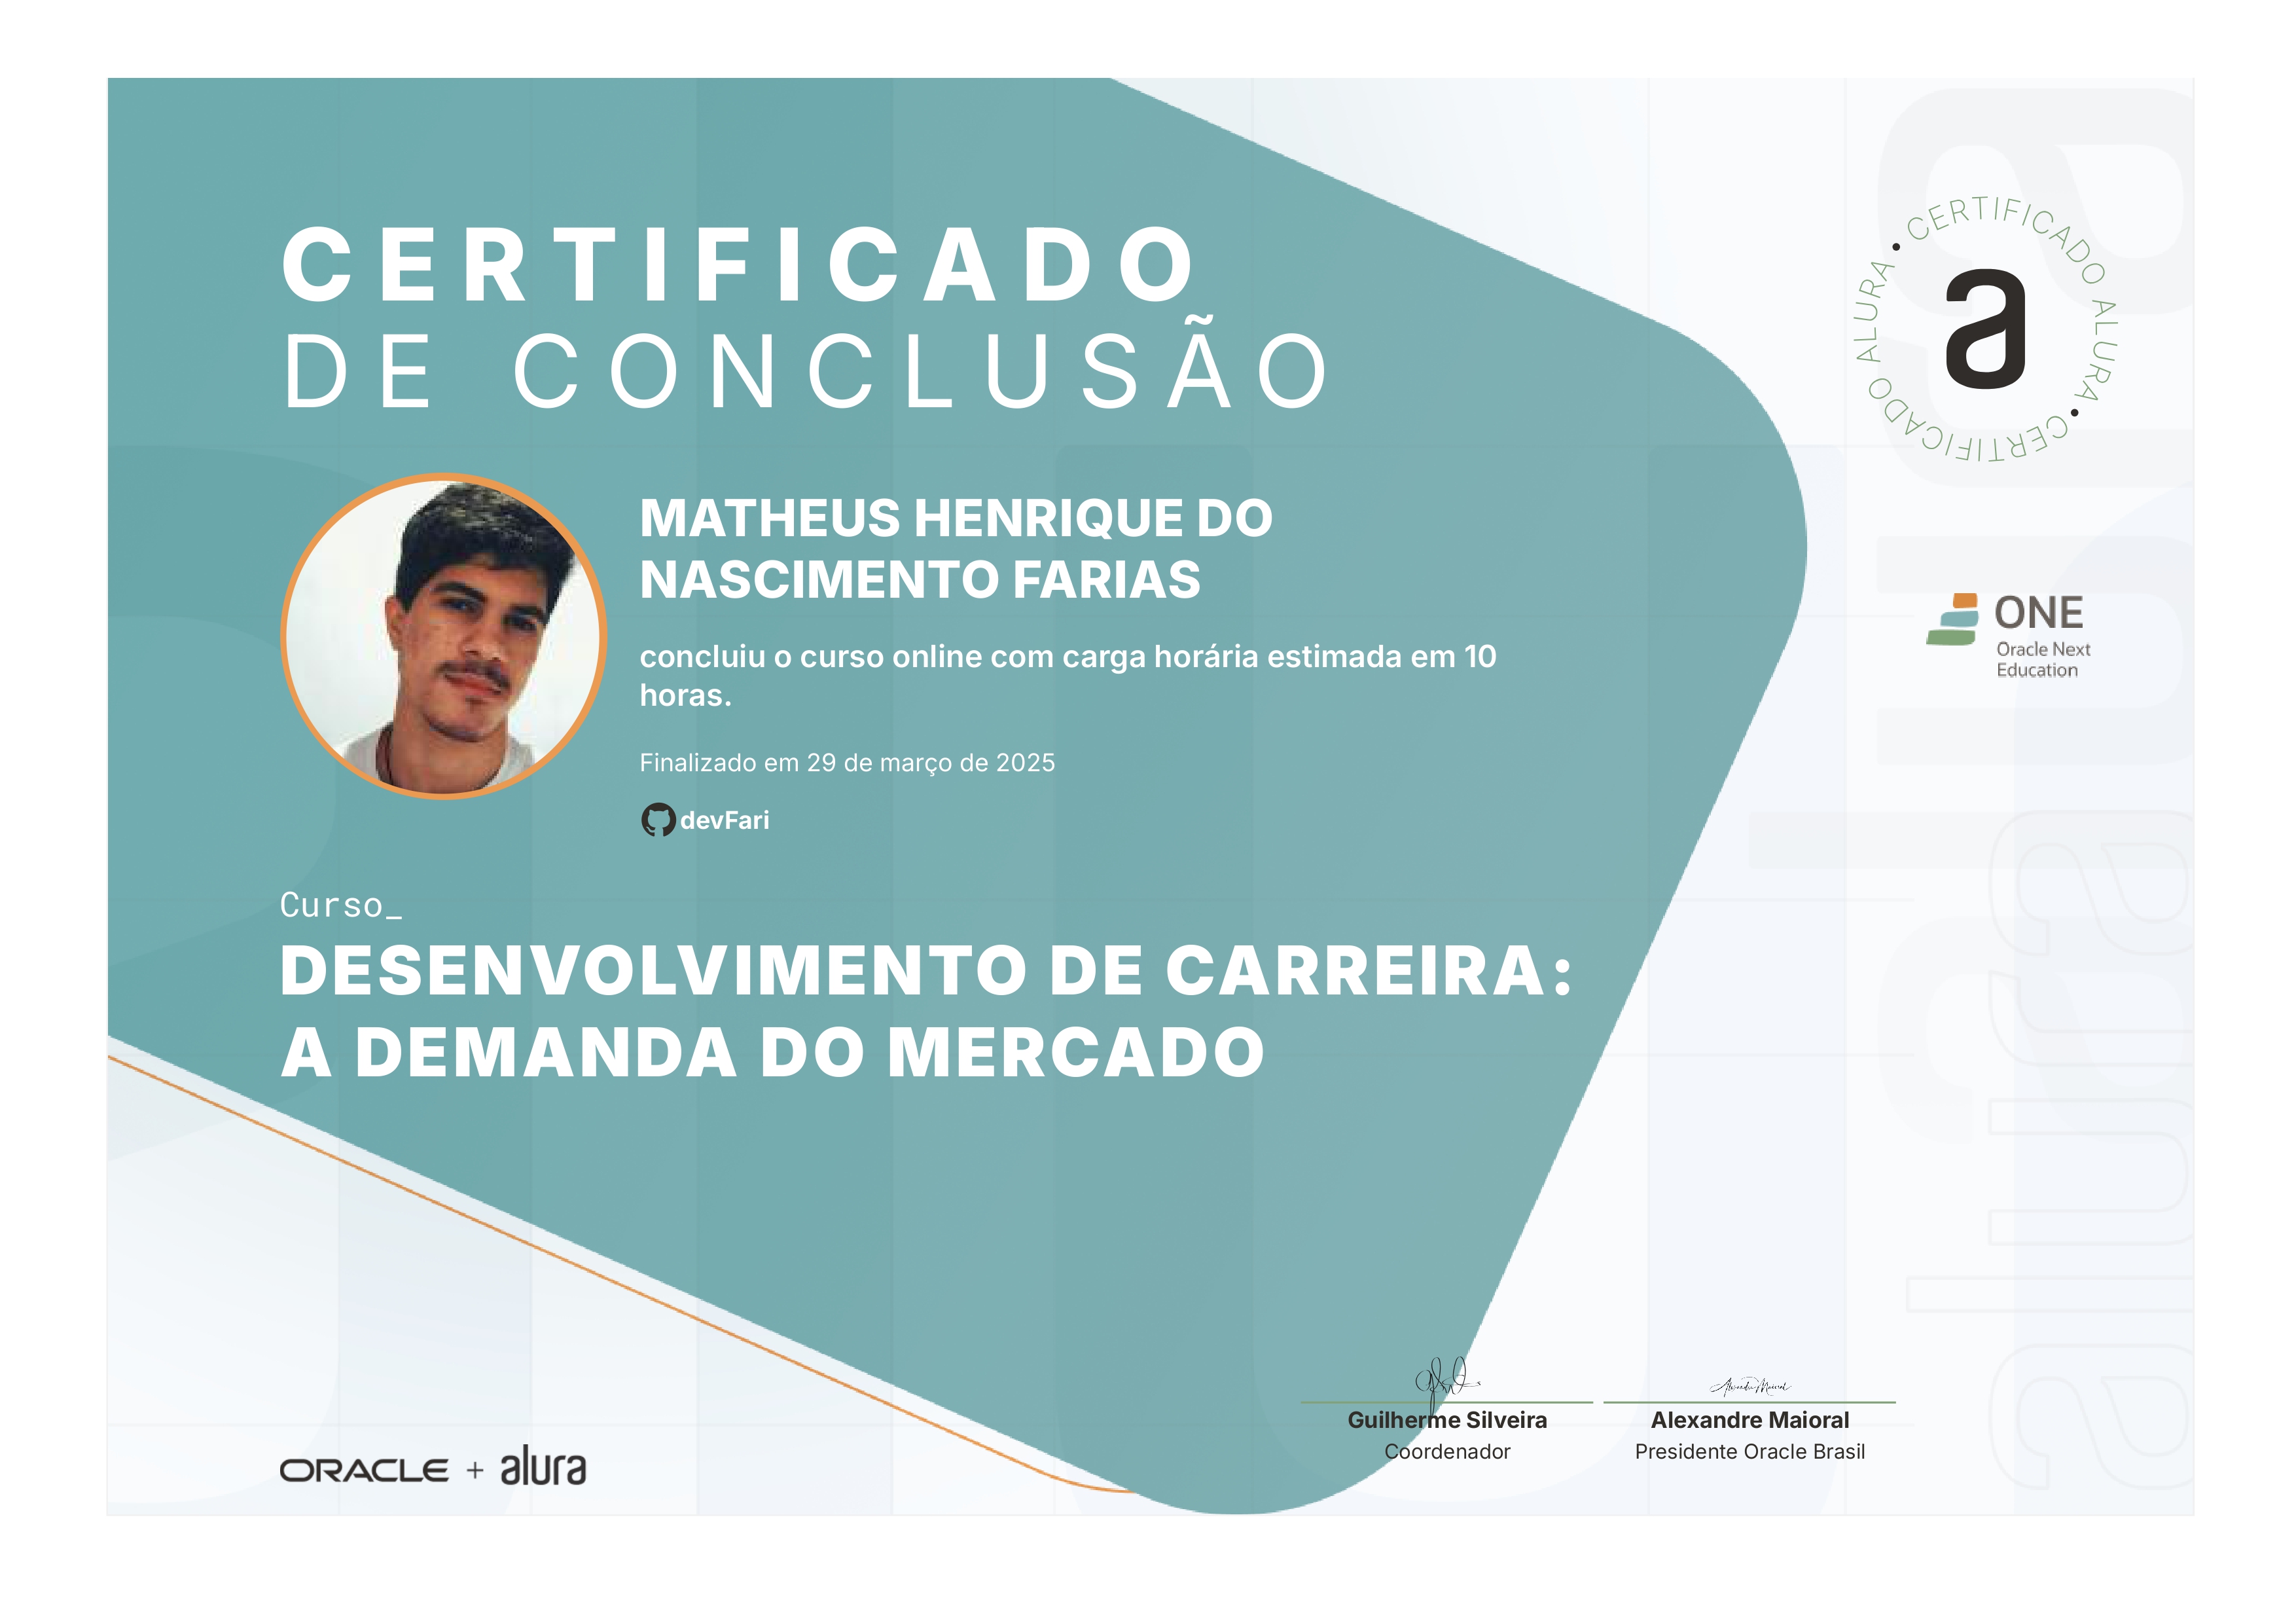 CERTIFICADO
DE CONCLUSÃO
CERTIFICADO ALURA • CERTIFICADO ALURA •
a
MATHEUS HENRIQUE DO
NASCIMENTO FARIAS
concluiu o curso online com carga horária estimada em 10
horas.
Finalizado em 29 de março de 2025
devFari
ONE
Oracle Next
Education
Curso_
DESENVOLVIMENTO DE CARREIRA:
A DEMANDA DO MERCADO
alura
Guilherme Silveira
Coordenador
Alexandre Maioral
Presidente Oracle Brasil
ORACLE + alura